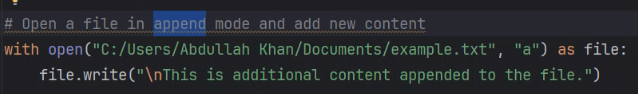 # Open a file in append mode and add new content
with open("C:/Users/Abdullah Khan/Documents/example.txt", "a") as file:
    file.write("\nThis is additional content appended to the file.")